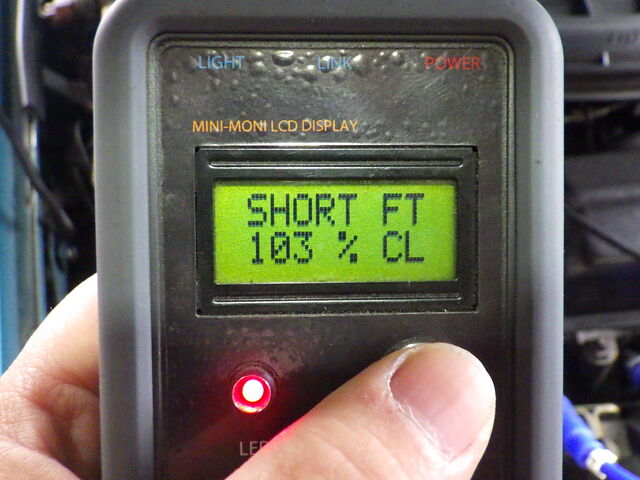 LIGHT LINK POWER
MINI-MONI LCD DISPLAY
SHORT FT
103 % CL